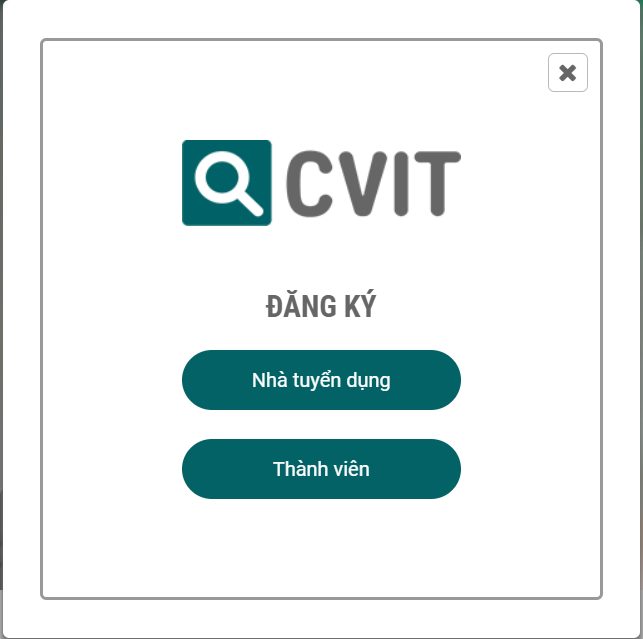 CVIT
ĐĂNG KÝ
Nhà tuyển dụng
Thành viên